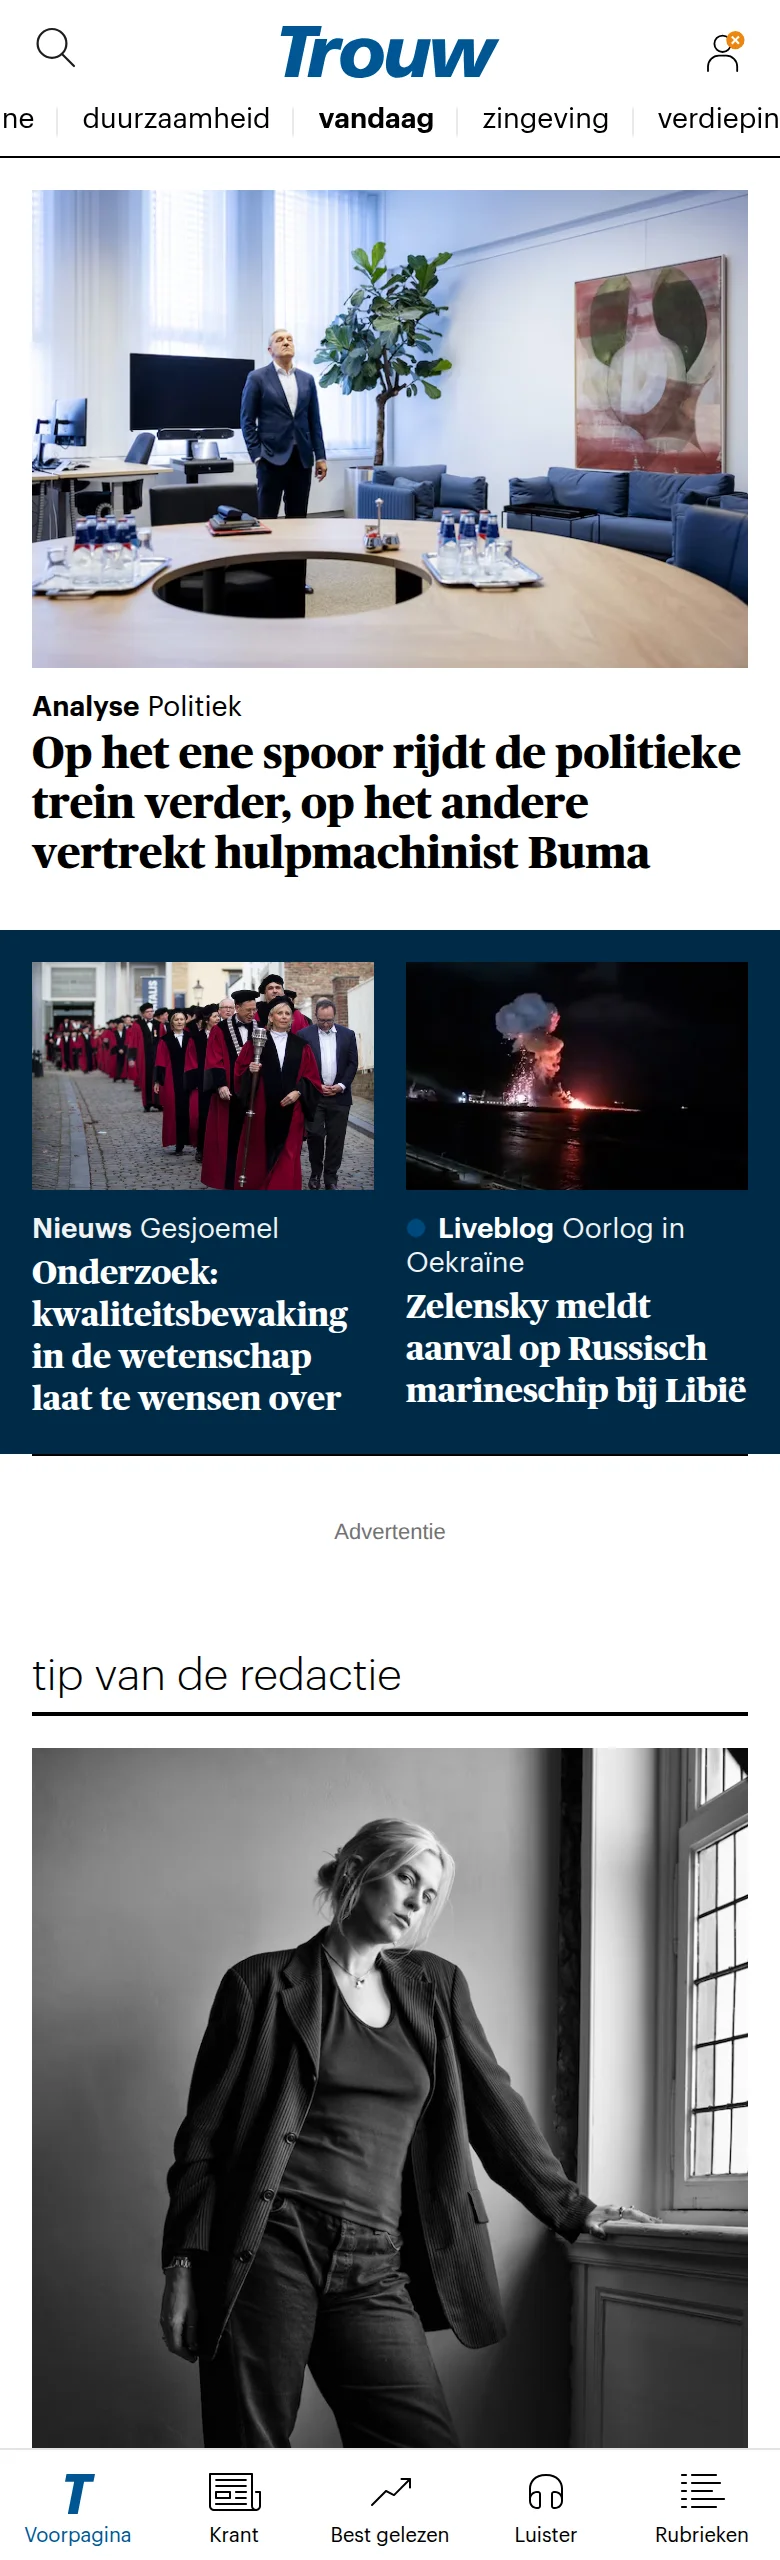 Trouw
ne
duurzaamheid
vandaag
zingeving
verdiepin
Analyse Politiek
Op het ene spoor rijdt de politieke
trein verder, op het andere
vertrekt hulpmachinist Buma
Nieuws Gesjoemel
Onderzoek:
kwaliteitsbewaking
in de wetenschap
laat te wensen over
Liveblog Oorlog in
Oekraïne
Zelensky meldt
aanval op Russisch
marineschip bij Libië
Advertentie
tip van de redactie
T
Voorpagina
Krant
Best gelezen
Luister
Rubrieken